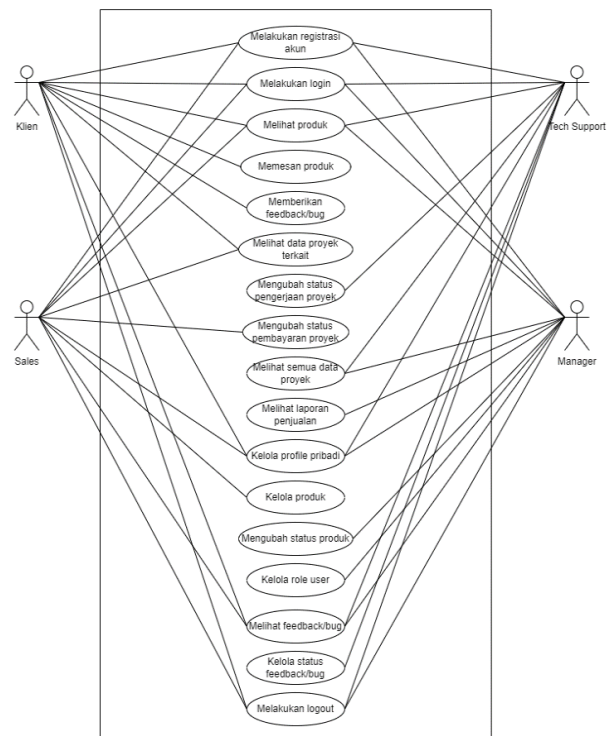 Melakukan registrasi
akun
Melakukan login
Klien
Tech Support
Melihat produk
Memesan produk
Memberikan
feedback/bug
Melihat data proyek
terkait
Mengubah status
pengerjaan proyek
Mengubah status
pembayaran proyek
Sales
Manager
Melihat semua data
proyek
Melihat laporan
penjualan
Kelola profile pribadi
Kelola produk
Mengubah status produk
Kelola role user
Melihat feedback/bug
Kelola status
feedback/bug
Melakukan logout